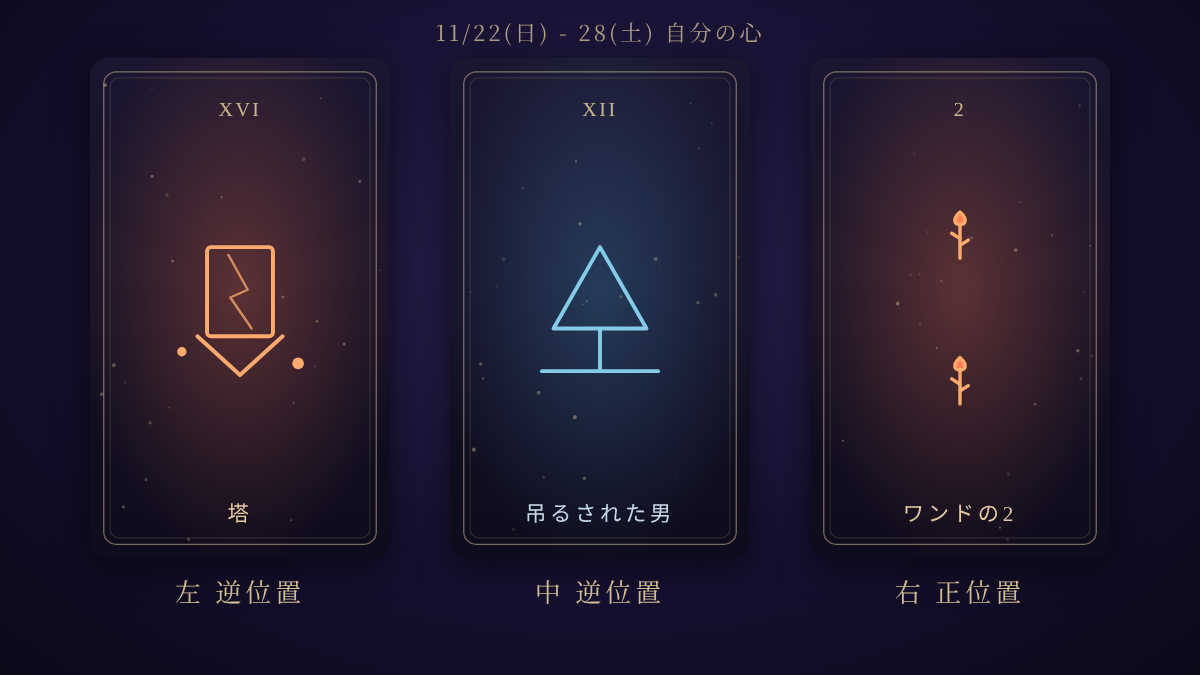 11/22(日) - 28(土) 自分の心
XVI
塔
左 逆位置
XII
吊るされた男
中 逆位置
2
ワンドの2
右 正位置